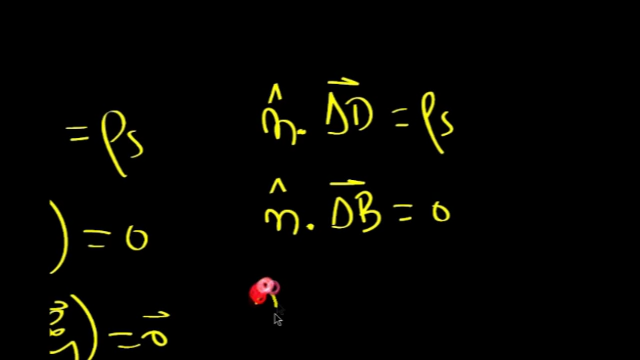 = ρs
n̂ . ΔD⃗ = ρs
) = 0
n̂ . ΔB⃗ = 0
) = 0⃗